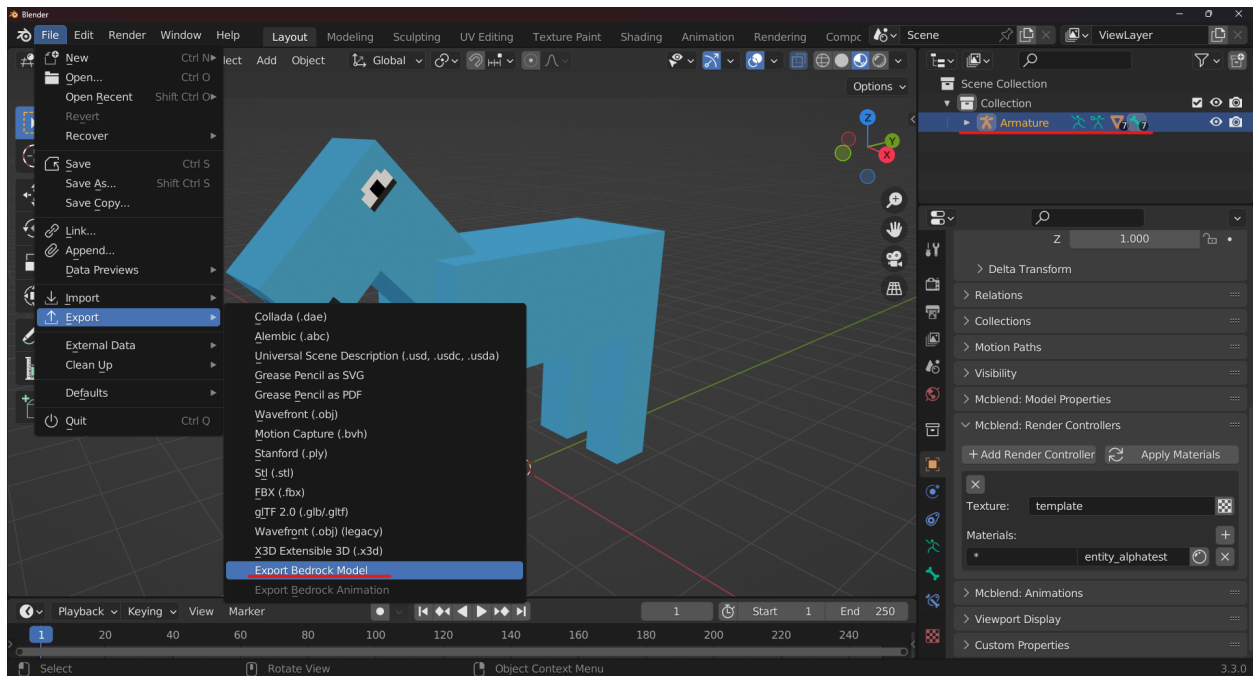 Blender
File Edit Render Window Help Layout Modeling Sculpting UV Editing Texture Paint Shading Animation Rendering Compc Scene ViewLayer
lect Add Object Global
Options
New Ctrl N
Open... Ctrl O
Open Recent Shift Ctrl O
Revert
Recover
Save Ctrl S
Save As... Shift Ctrl S
Save Copy...
Link...
Append...
Data Previews
Import
Export
External Data
Clean Up
Defaults
Quit Ctrl Q
Collada (.dae)
Alembic (.abc)
Universal Scene Description (.usd, .usdc, .usda)
Grease Pencil as SVG
Grease Pencil as PDF
Wavefront (.obj)
Motion Capture (.bvh)
Stanford (.ply)
Stl (.stl)
FBX (.fbx)
glTF 2.0 (.glb/.gltf)
Wavefront (.obj) (legacy)
X3D Extensible 3D (.x3d)
Export Bedrock Model
Export Bedrock Animation
Z
Y
X
Scene Collection
Collection
Armature 7 7
Z 1.000
Delta Transform
Relations
Collections
Motion Paths
Visibility
Mcblend: Model Properties
Mcblend: Render Controllers
+ Add Render Controller Apply Materials
Texture: template
Materials:
* entity_alphatest
Mcblend: Animations
Viewport Display
Custom Properties
Playback Keying View Marker 1 Start 1 End 250
1 20 40 60 80 100 120 140 160 180 200 220 240
Select Rotate View Object Context Menu 3.3.0